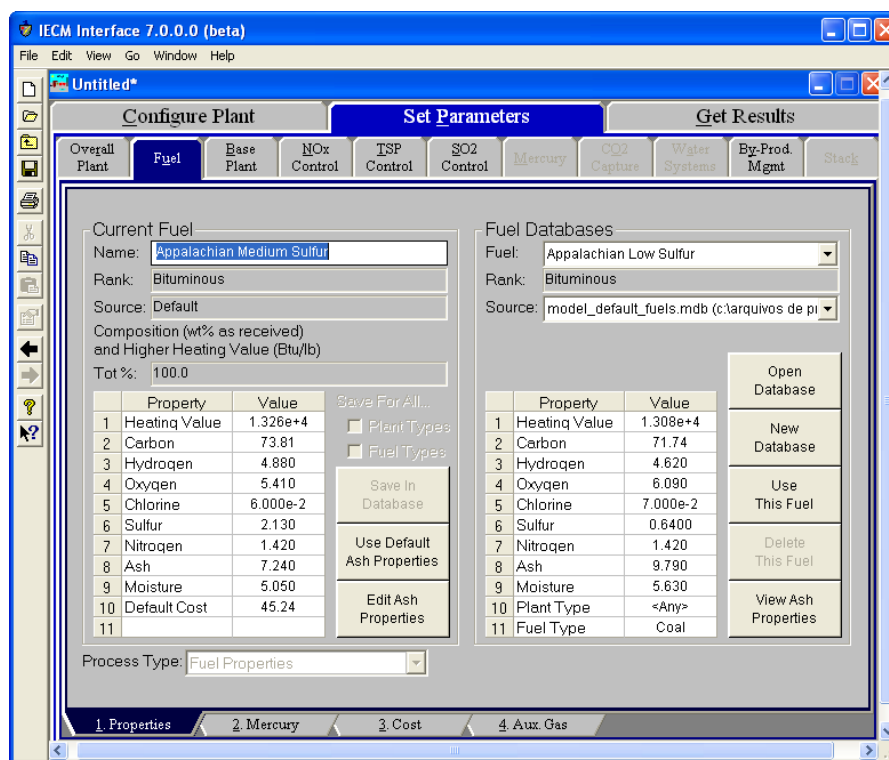 IECM Interface 7.0.0.0 (beta)
File Edit View Go Window Help
Untitled*
Configure Plant Set Parameters Get Results
Overall Plant Fuel Base Plant NOx Control TSP Control SO2 Control Mercury CO2 Capture Water Systems By-Prod. Mgmt Stack
Current Fuel
Name: Appalachian Medium Sulfur
Rank: Bituminous
Source: Default
Composition (wt% as received)
and Higher Heating Value (Btu/lb)
Tot %: 100.0
Property Value
1 Heating Value 1.326e+4
2 Carbon 73.81
3 Hydrogen 4.880
4 Oxygen 5.410
5 Chlorine 6.000e-2
6 Sulfur 2.130
7 Nitrogen 1.420
8 Ash 7.240
9 Moisture 5.050
10 Default Cost 45.24
11
Save For All...
Plant Types
Fuel Types
Save In
Database
Use Default
Ash Properties
Edit Ash
Properties
Fuel Databases
Fuel: Appalachian Low Sulfur
Rank: Bituminous
Source: model_default_fuels.mdb (c:\arquivos de p
Property Value
1 Heating Value 1.308e+4
2 Carbon 71.74
3 Hydrogen 4.620
4 Oxygen 6.090
5 Chlorine 7.000e-2
6 Sulfur 0.6400
7 Nitrogen 1.420
8 Ash 9.790
9 Moisture 5.630
10 Plant Type <Any>
11 Fuel Type Coal
Open
Database
New
Database
Use
This Fuel
Delete
This Fuel
View Ash
Properties
Process Type: Fuel Properties
1. Properties 2. Mercury 3. Cost 4. Aux. Gas